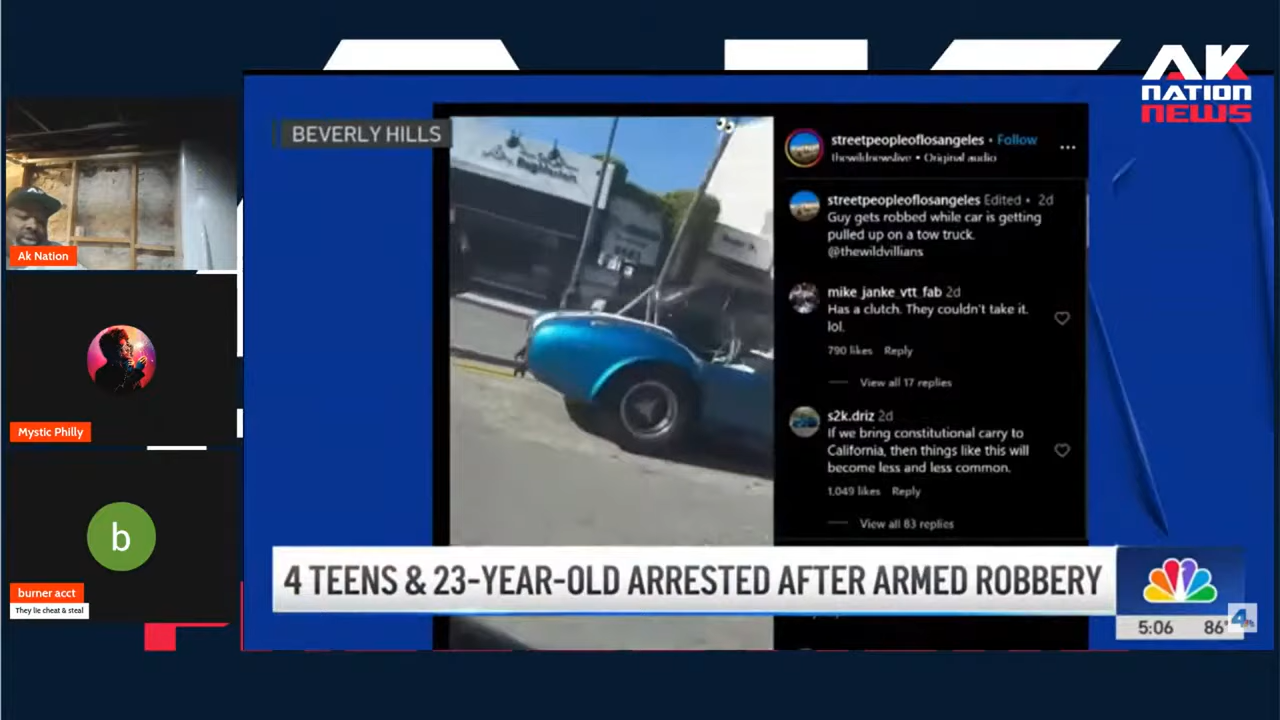 AK
NATION
NEWS
BEVERLY HILLS
streetpeopleoflosangeles • Follow
thewildnewslive • Original audio
streetpeopleoflosangeles Edited • 2d
Guy gets robbed while car is getting
pulled up on a tow truck.
@thewildvillians
mike_janke_vtt_fab 2d
Has a clutch. They couldn't take it.
lol.
790 likes Reply
View all 17 replies
s2k.driz 2d
If we bring constitutional carry to
California, then things like this will
become less and less common.
1,049 likes Reply
View all 83 replies
Ak Nation
Mystic Philly
b
burner acct
They lie cheat & steal
4 TEENS & 23-YEAR-OLD ARRESTED AFTER ARMED ROBBERY
4
5:06 86°